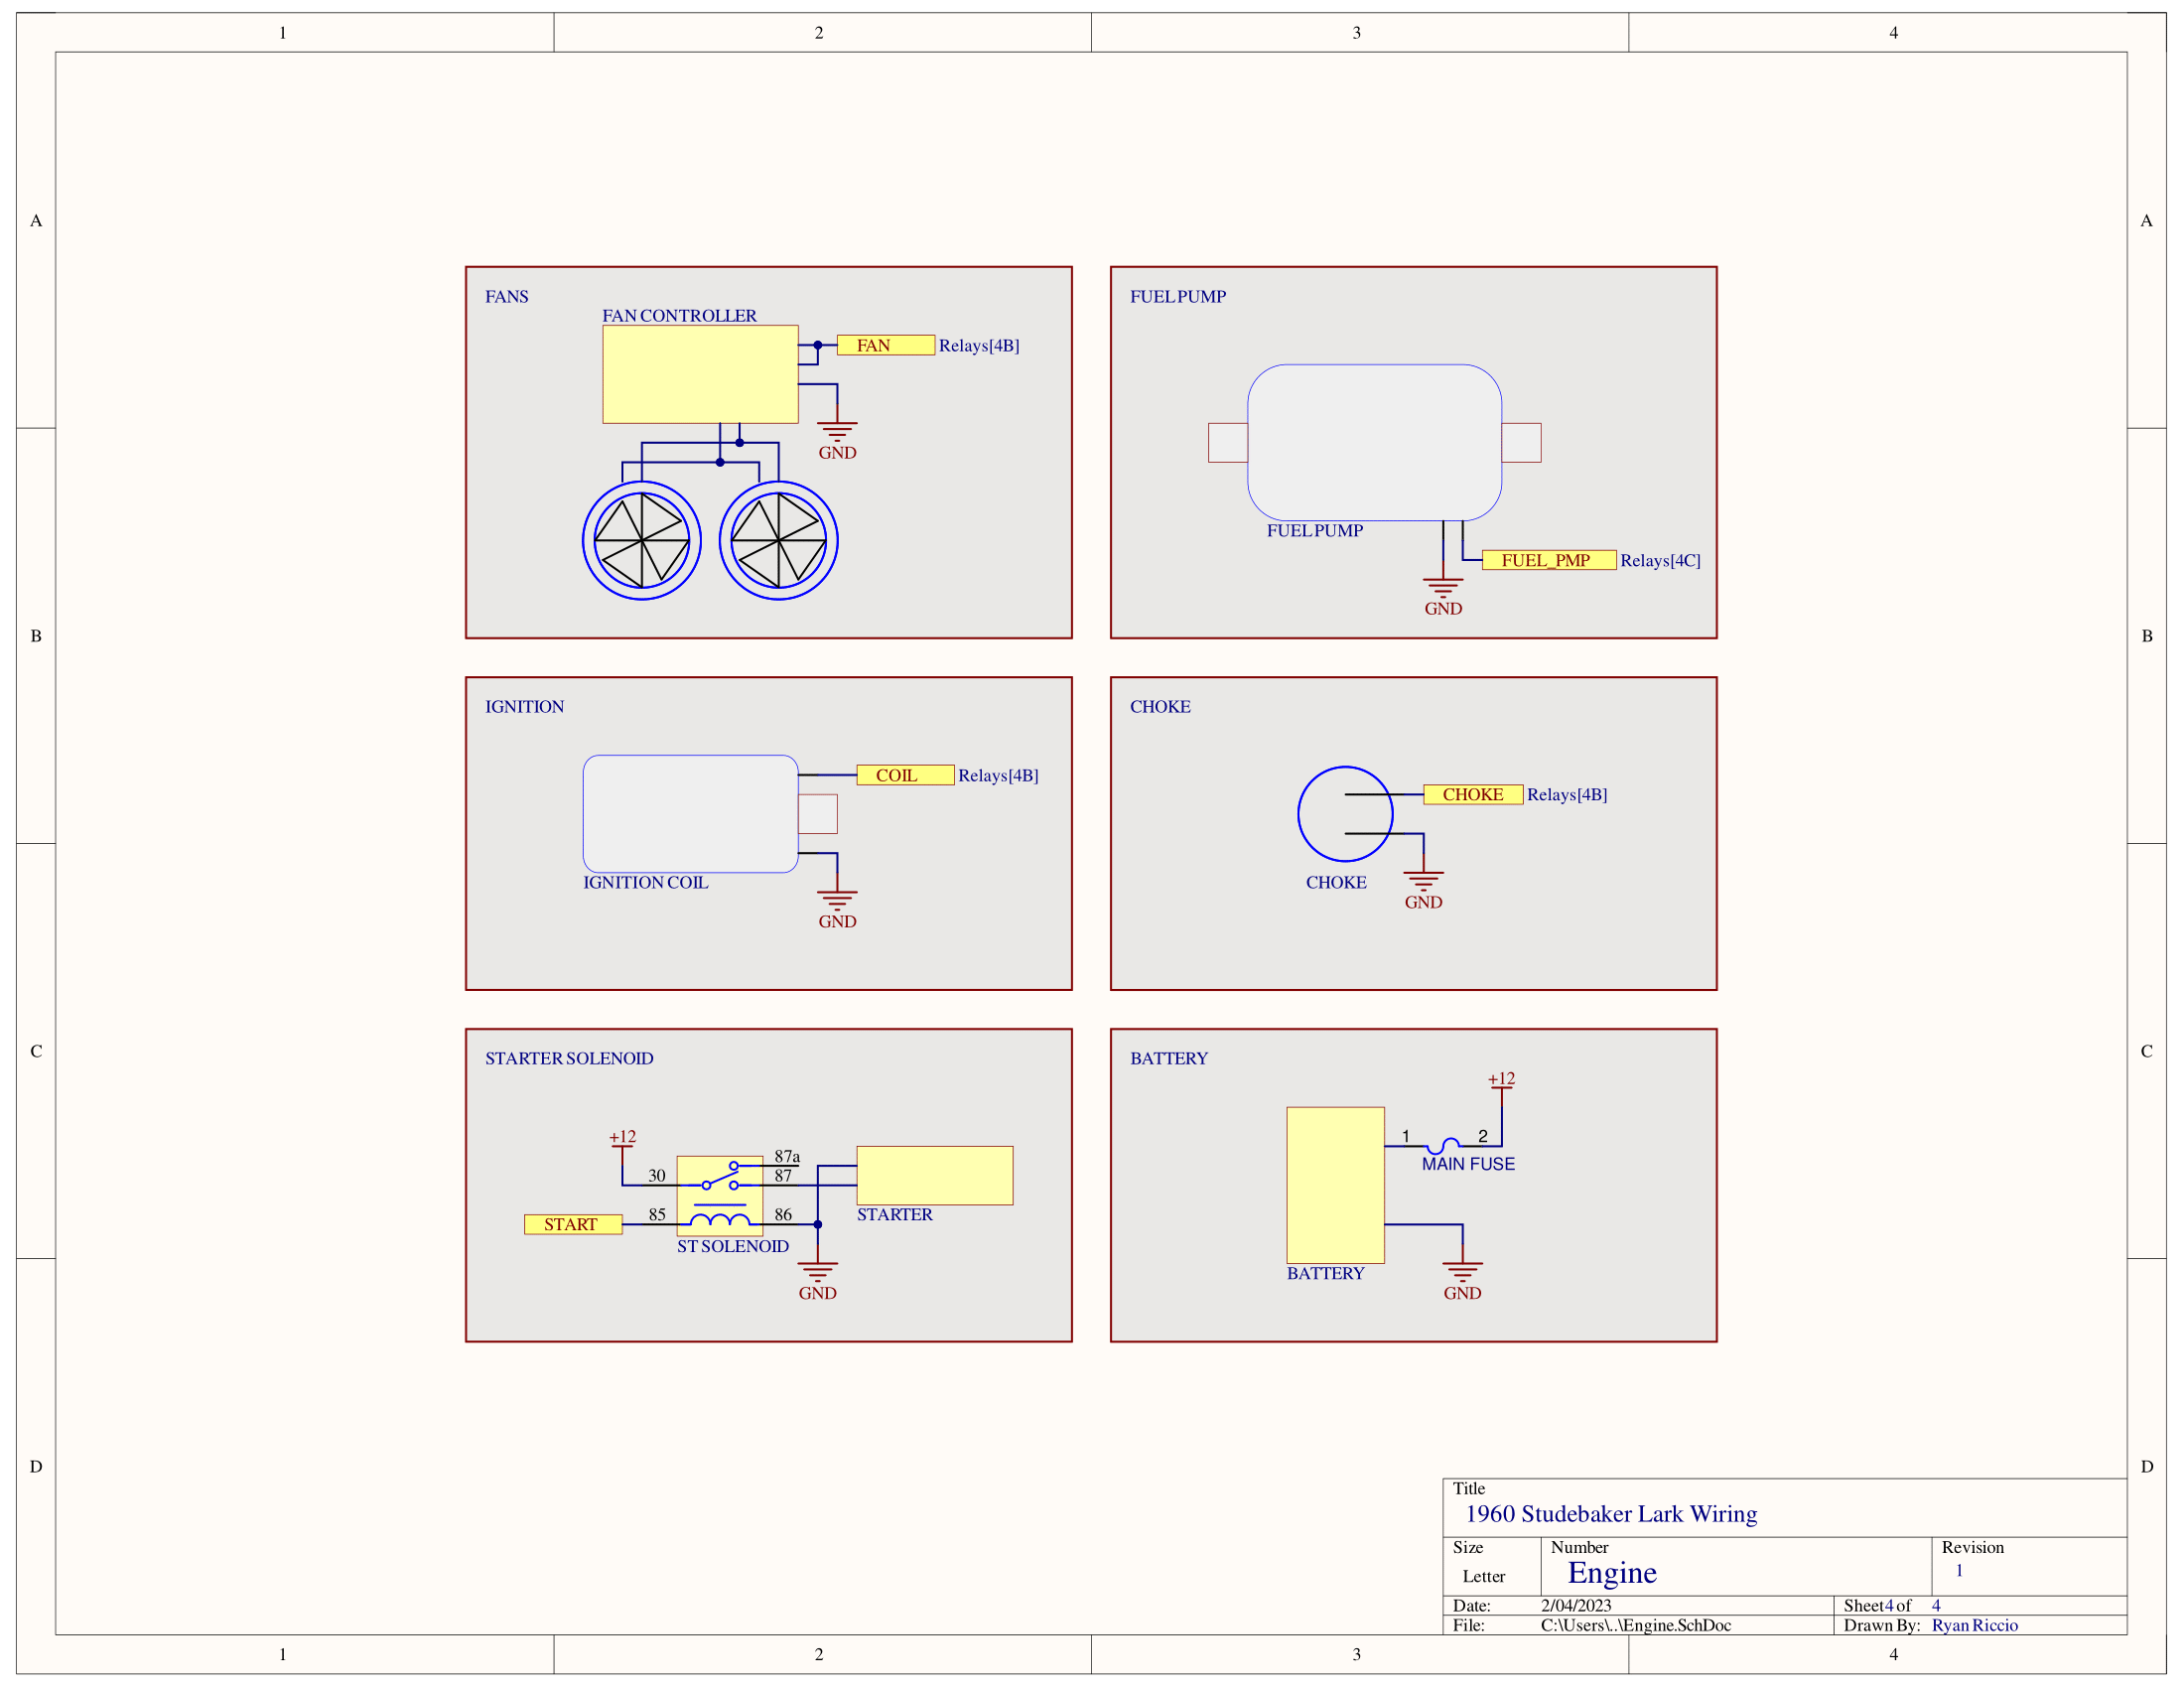 1 2 3 4
A A
B B
C C
D D
FANS
FAN CONTROLLER
FAN Relays[4B]
GND
FUEL PUMP
FUEL PUMP
FUEL_PMP Relays[4C]
GND
IGNITION
COIL Relays[4B]
IGNITION COIL
GND
CHOKE
CHOKE Relays[4B]
CHOKE
GND
STARTER SOLENOID
+12
87a
30 87
START 85 86
STARTER
ST SOLENOID
GND
BATTERY
+12
1 2
MAIN FUSE
BATTERY
GND
Title
1960 Studebaker Lark Wiring
Size Number Revision
Letter Engine 1
Date: 2/04/2023 Sheet 4 of 4
File: C:\Users\..\Engine.SchDoc Drawn By: Ryan Riccio
1 2 3 4